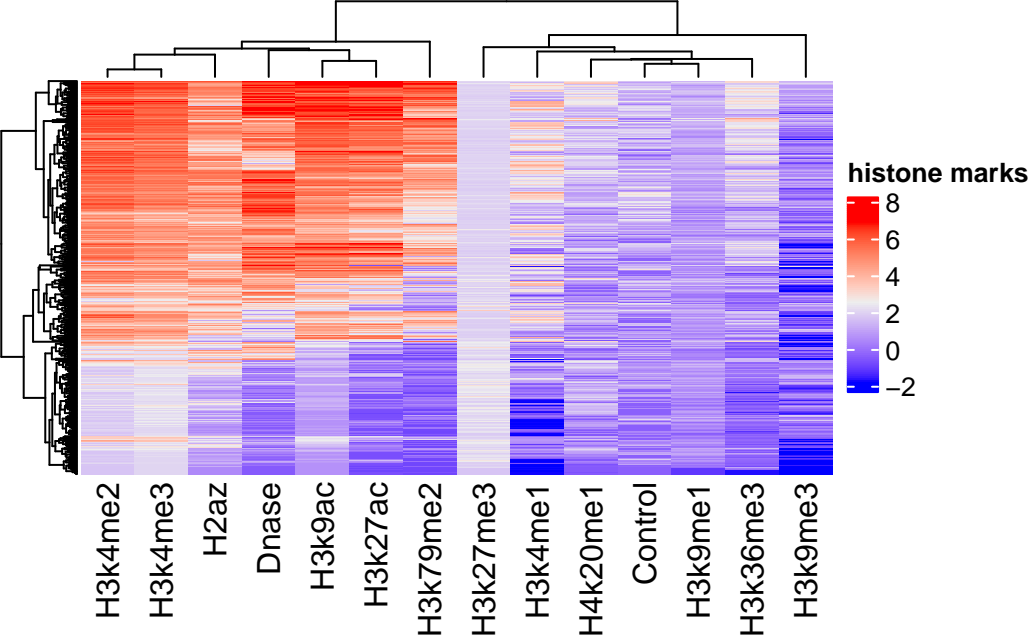 histone marks
8
6
4
2
0
−2
H3k4me2
H3k4me3
H2az
Dnase
H3k9ac
H3k27ac
H3k79me2
H3k27me3
H3k4me1
H4k20me1
Control
H3k9me1
H3k36me3
H3k9me3